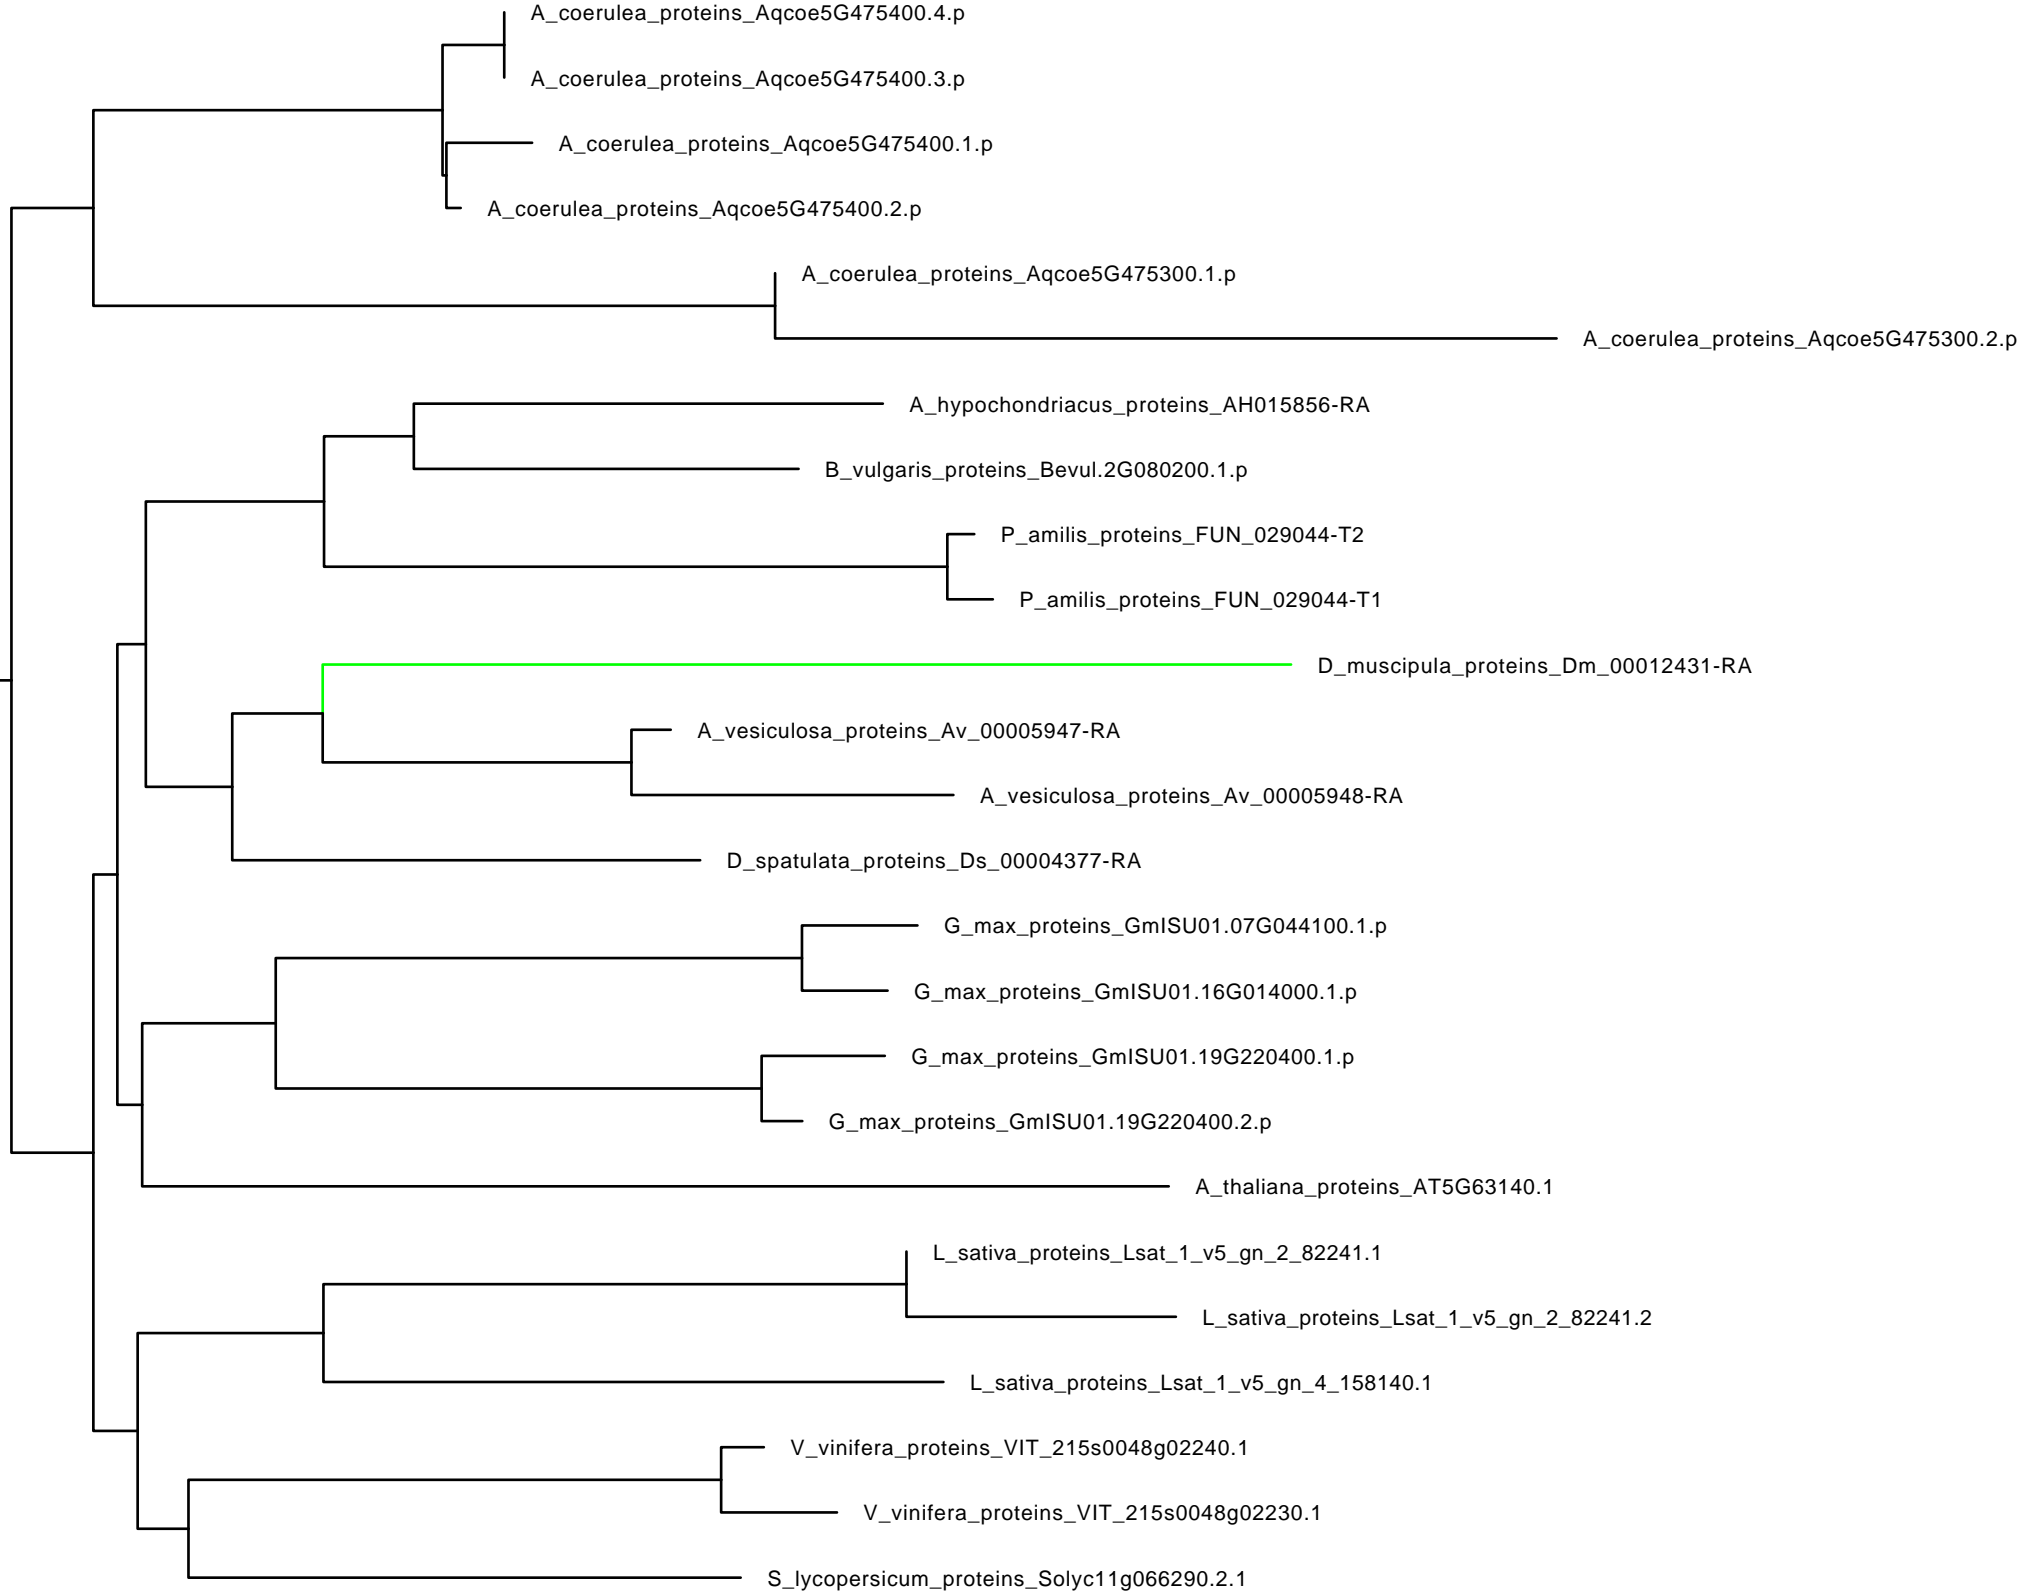 A_coerulea_proteins_Aqcoe5G475400.4.p
A_coerulea_proteins_Aqcoe5G475400.3.p
A_coerulea_proteins_Aqcoe5G475400.1.p
A_coerulea_proteins_Aqcoe5G475400.2.p
A_coerulea_proteins_Aqcoe5G475300.1.p
A_coerulea_proteins_Aqcoe5G475300.2.p
A_hypochondriacus_proteins_AH015856-RA
B_vulgaris_proteins_Bevul.2G080200.1.p
P_amilis_proteins_FUN_029044-T2
P_amilis_proteins_FUN_029044-T1
D_muscipula_proteins_Dm_00012431-RA
A_vesiculosa_proteins_Av_00005947-RA
A_vesiculosa_proteins_Av_00005948-RA
D_spatulata_proteins_Ds_00004377-RA
G_max_proteins_GmISU01.07G044100.1.p
G_max_proteins_GmISU01.16G014000.1.p
G_max_proteins_GmISU01.19G220400.1.p
G_max_proteins_GmISU01.19G220400.2.p
A_thaliana_proteins_AT5G63140.1
L_sativa_proteins_Lsat_1_v5_gn_2_82241.1
L_sativa_proteins_Lsat_1_v5_gn_2_82241.2
L_sativa_proteins_Lsat_1_v5_gn_4_158140.1
V_vinifera_proteins_VIT_215s0048g02240.1
V_vinifera_proteins_VIT_215s0048g02230.1
S_lycopersicum_proteins_Solyc11g066290.2.1